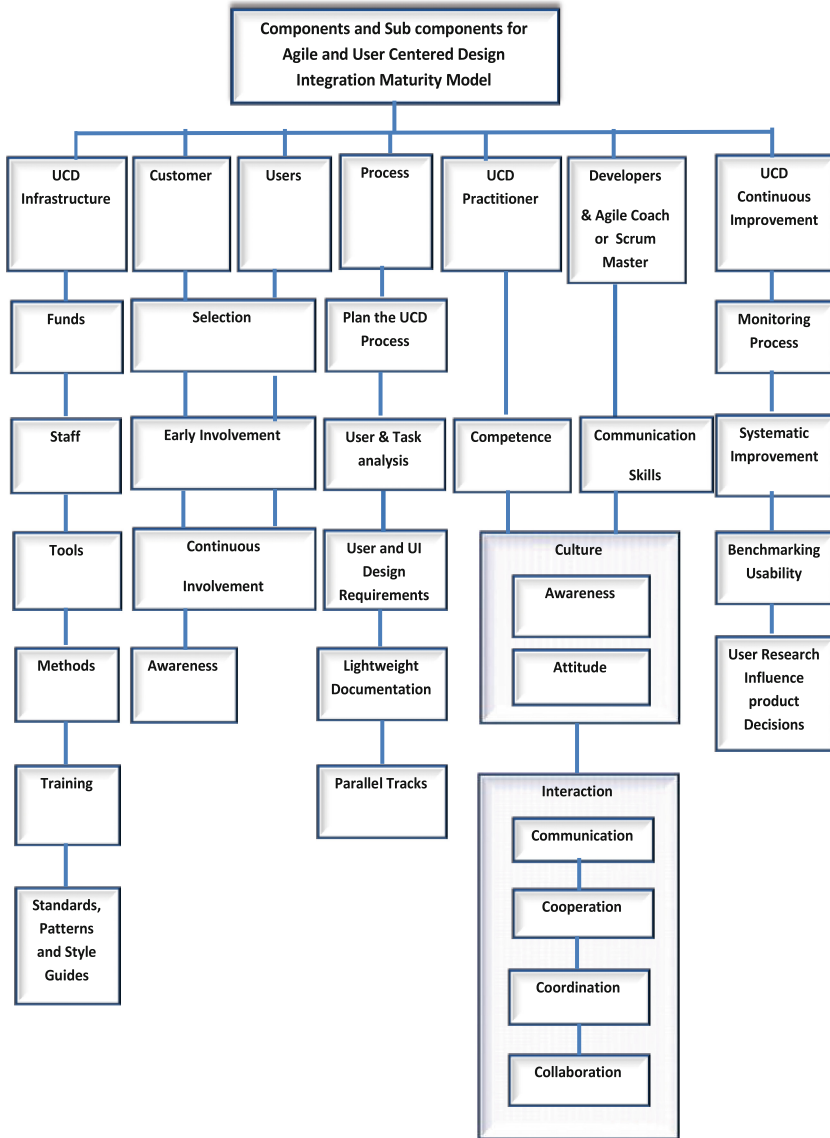 Components and Sub components for
Agile and User Centered Design
Integration Maturity Model
UCD
Infrastructure
Customer
Users
Process
UCD
Practitioner
Developers
& Agile Coach
or Scrum
Master
UCD
Continuous
Improvement
Funds
Selection
Plan the UCD
Process
Monitoring
Process
Staff
Early Involvement
User & Task
analysis
Competence
Communication
Skills
Systematic
Improvement
Tools
Continuous
Involvement
User and UI
Design
Requirements
Culture
Awareness
Attitude
Benchmarking
Usability
Methods
Awareness
Lightweight
Documentation
User Research
Influence
product
Decisions
Training
Parallel Tracks
Interaction
Communication
Cooperation
Coordination
Collaboration
Standards,
Patterns
and Style
Guides